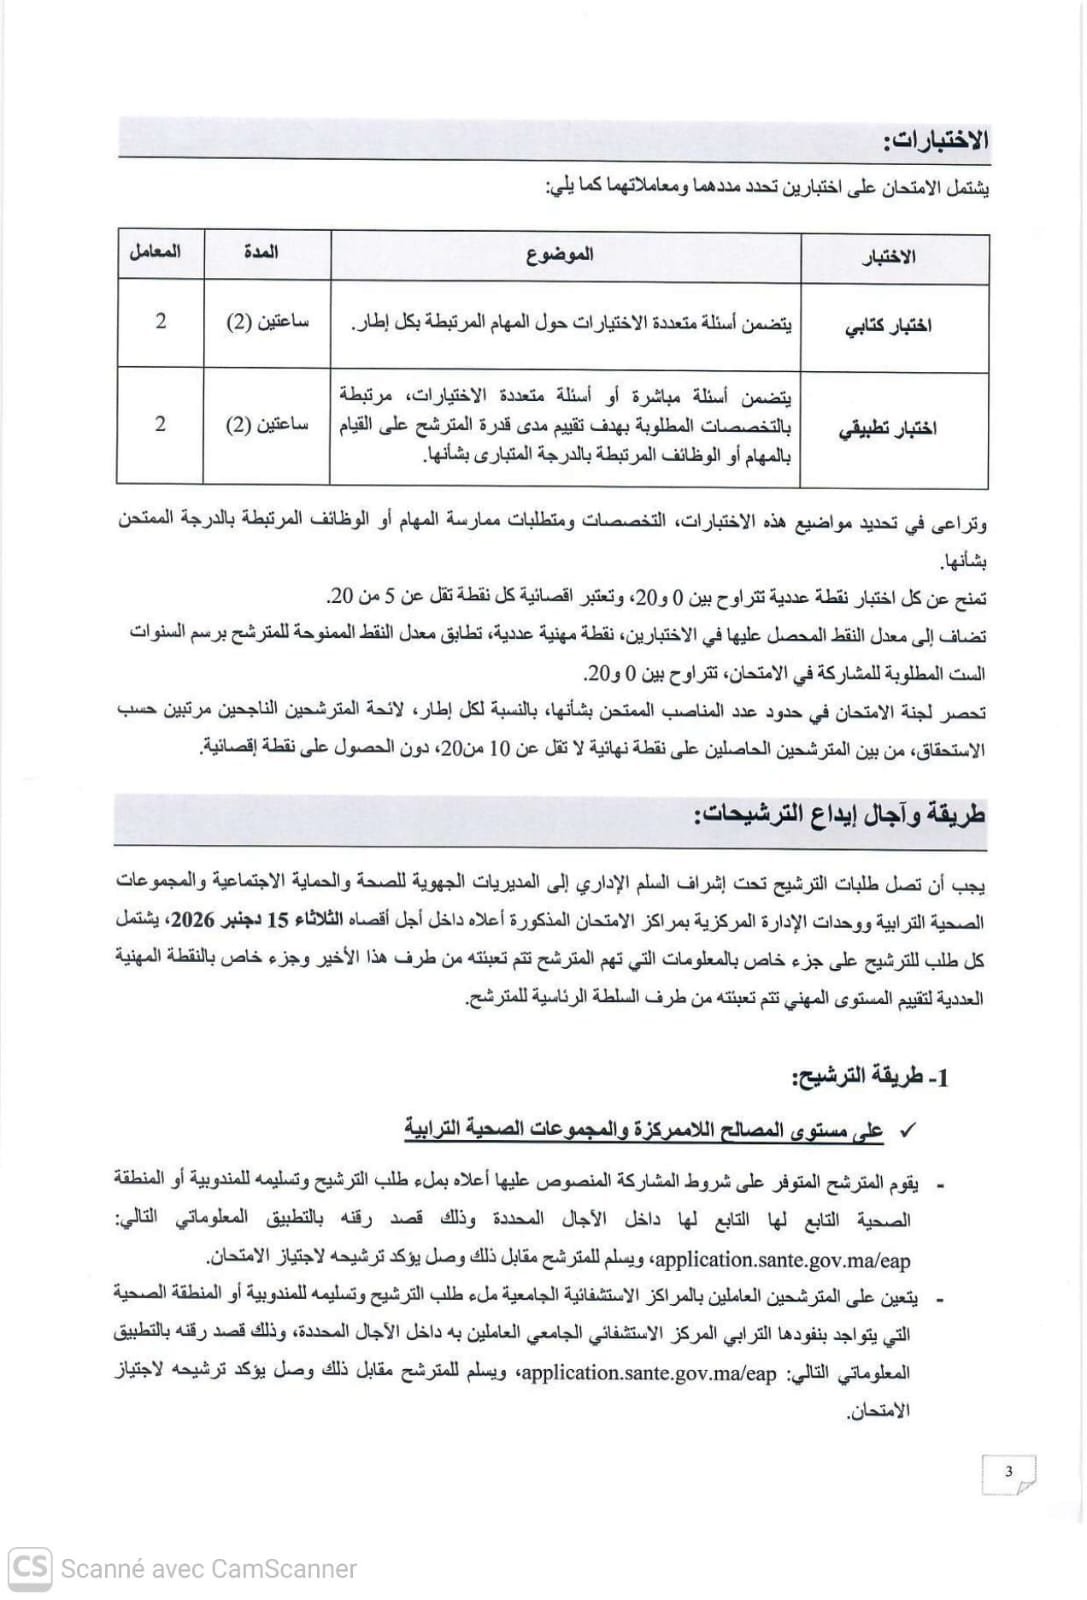 الاختبارات:
يشتمل الامتحان على اختبارين تحدد مددهما ومعاملاتهما كما يلي:
الاختبار | الموضوع | المدة | المعامل
اختبار كتابي | يتضمن أسئلة متعددة الاختيارات حول المهام المرتبطة بكل إطار. | ساعتين (2) | 2
يتضمن أسئلة مباشرة أو أسئلة متعددة الاختيارات، مرتبطة
اختبار تطبيقي | بالتخصصات المطلوبة بهدف تقييم مدى قدرة المترشح على القيام | ساعتين (2) | 2
بالمهام أو الوظائف المرتبطة بالدرجة المتبارى بشأنها.
وتراعى في تحديد مواضيع هذه الاختبارات، التخصصات ومتطلبات ممارسة المهام أو الوظائف المرتبطة بالدرجة الممتحن
بشأنها.
تمنح عن كل اختبار نقطة عددية تتراوح بين 0 و20، وتعتبر اقصائية كل نقطة تقل عن 5 من 20.
تضاف إلى معدل النقط المحصل عليها في الاختبارين، نقطة مهنية عددية، تطابق معدل النقط الممنوحة للمترشح برسم السنوات
الست المطلوبة للمشاركة في الامتحان، تتراوح بين 0 و20.
تحصر لجنة الامتحان في حدود عدد المناصب الممتحن بشأنها، بالنسبة لكل إطار، لائحة المترشحين الناجحين مرتبين حسب
الاستحقاق، من بين المترشحين الحاصلين على نقطة نهائية لا تقل عن 10 من20، دون الحصول على نقطة إقصائية.
طريقة وآجال إيداع الترشيحات:
يجب أن تصل طلبات الترشيح تحت إشراف السلم الإداري إلى المديريات الجهوية للصحة والحماية الاجتماعية والمجموعات
الصحية الترابية ووحدات الإدارة المركزية بمراكز الامتحان المذكورة أعلاه داخل أجل أقصاه الثلاثاء 15 دجنبر 2026، يشتمل
كل طلب للترشيح على جزء خاص بالمعلومات التي تهم المترشح تتم تعبئته من طرف هذا الأخير وجزء خاص بالنقطة المهنية
العددية لتقييم المستوى المهني تتم تعبئته من طرف السلطة الرئاسية للمترشح.
1- طريقة الترشيح:
✓ على مستوى المصالح اللاممركزة والمجموعات الصحية الترابية
- يقوم المترشح المتوفر على شروط المشاركة المنصوص عليها أعلاه بملء طلب الترشيح وتسليمه للمندوبية أو المنطقة
الصحية التابع لها التابع لها داخل الآجال المحددة وذلك قصد رقنه بالتطبيق المعلوماتي التالي:
application.sante.gov.ma/eap، ويسلم للمترشح مقابل ذلك وصل يؤكد ترشيحه لاجتياز الامتحان.
- يتعين على المترشحين العاملين بالمراكز الاستشفائية الجامعية ملء طلب الترشيح وتسليمه للمندوبية أو المنطقة الصحية
التي يتواجد بنفودها الترابي المركز الاستشفائي الجامعي العاملين به داخل الآجال المحددة، وذلك قصد رقنه بالتطبيق
المعلوماتي التالي: application.sante.gov.ma/eap، ويسلم للمترشح مقابل ذلك وصل يؤكد ترشيحه لاجتياز
الامتحان.
3
CS Scanné avec CamScanner